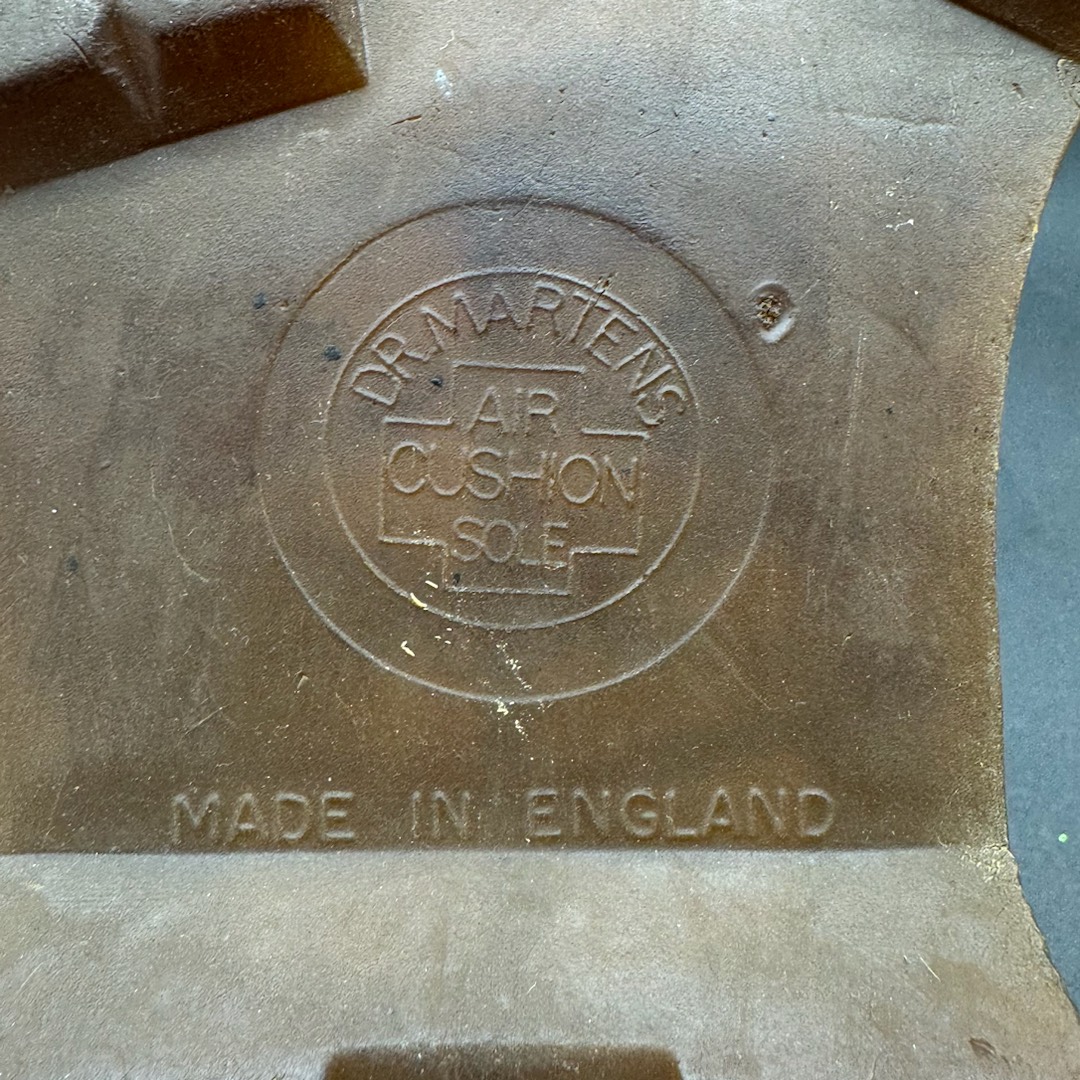 DR. MARTENS
AIR
CUSHION
SOLE
MADE IN ENGLAND